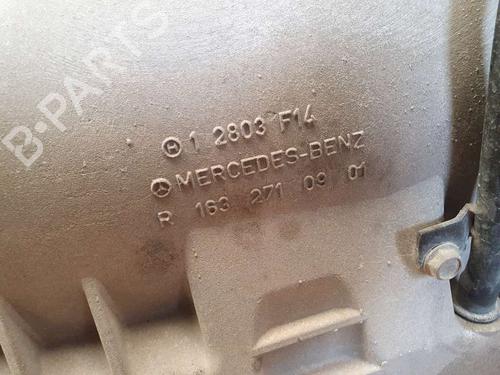 B-PARTS
1 2803 F14
MERCEDES-BENZ
R 163 271 09 01